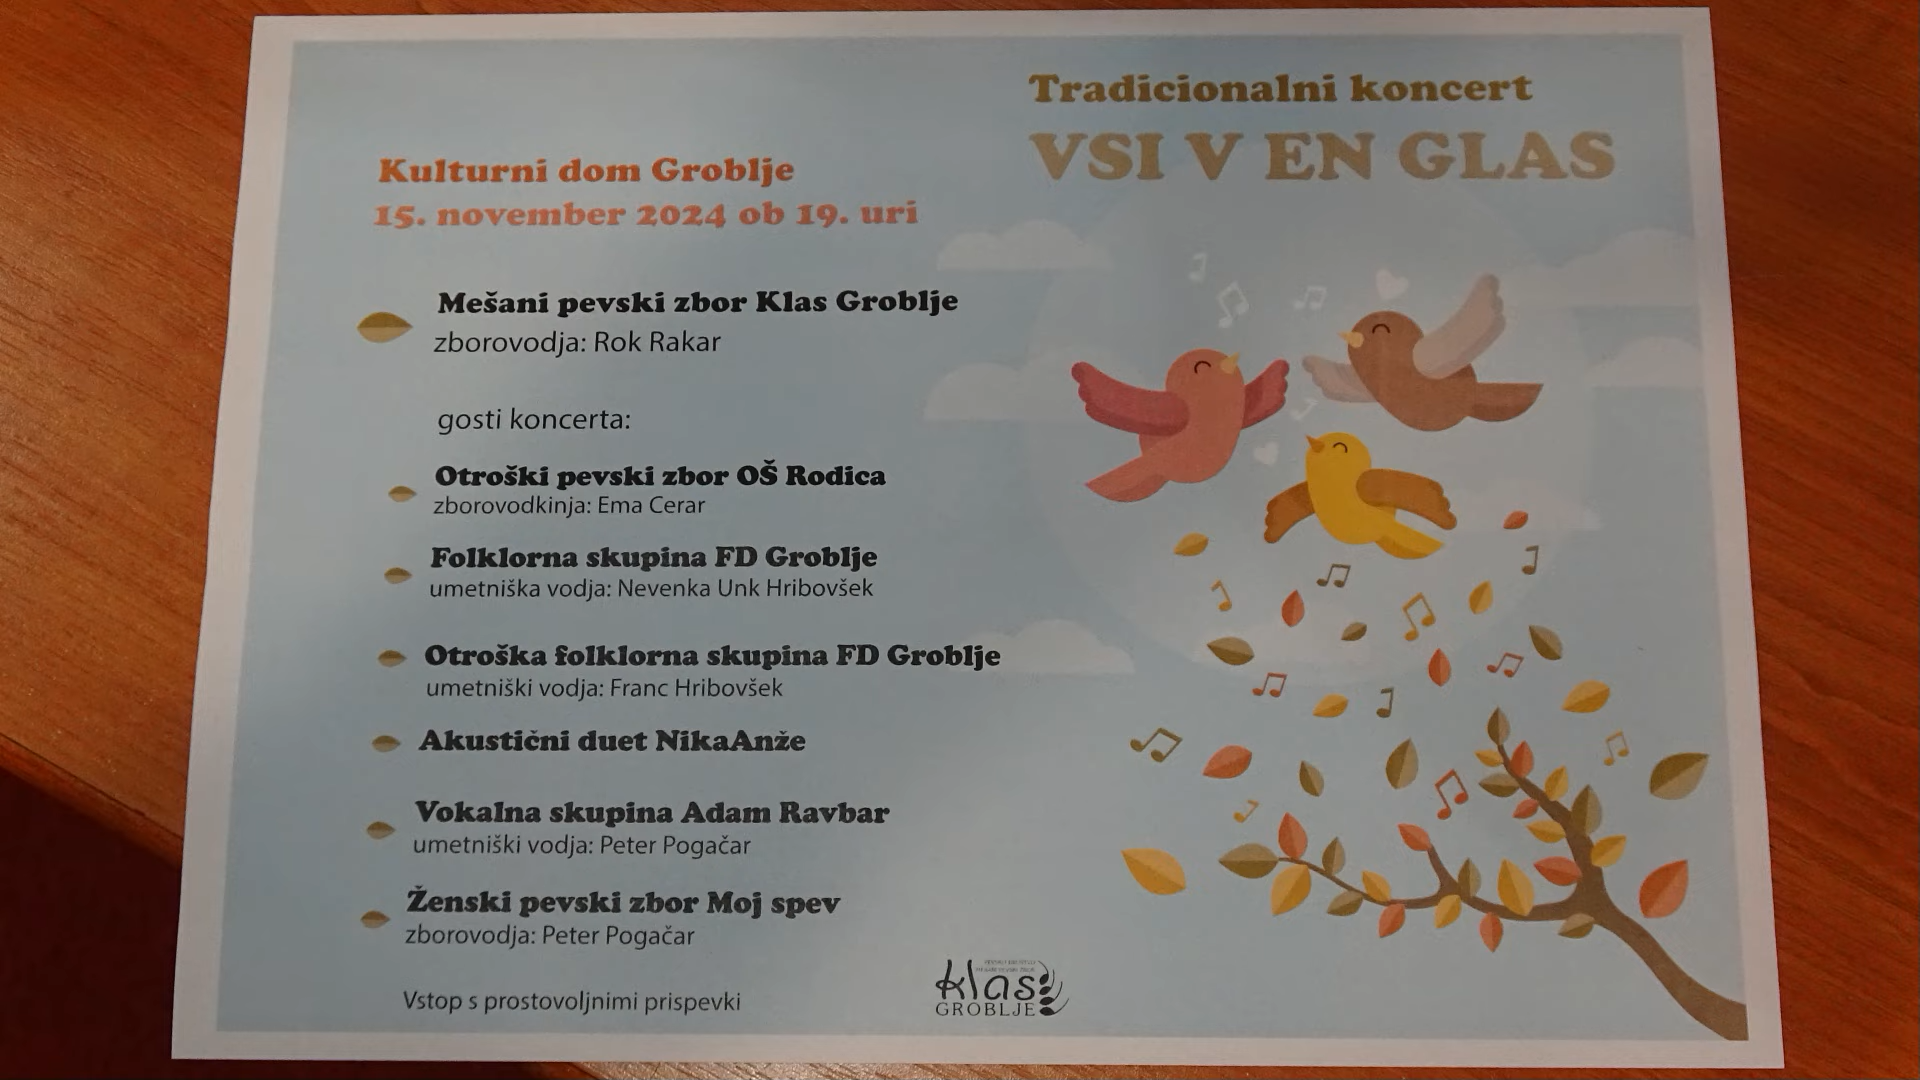 Tradicionalni koncert
VSI V EN GLAS
Kulturni dom Groblje
15. november 2024 ob 19. uri
Mešani pevski zbor Klas Groblje
zborovodja: Rok Rakar
gosti koncerta:
Otroški pevski zbor OŠ Rodica
zborovodkinja: Ema Cerar
Folklorna skupina FD Groblje
umetniška vodja: Nevenka Unk Hribovšek
Otroška folklorna skupina FD Groblje
umetniški vodja: Franc Hribovšek
Akustični duet NikaAnže
Vokalna skupina Adam Ravbar
umetniški vodja: Peter Pogačar
Ženski pevski zbor Moj spev
zborovodja: Peter Pogačar
Vstop s prostovoljnimi prispevki
klas
GROBLJE